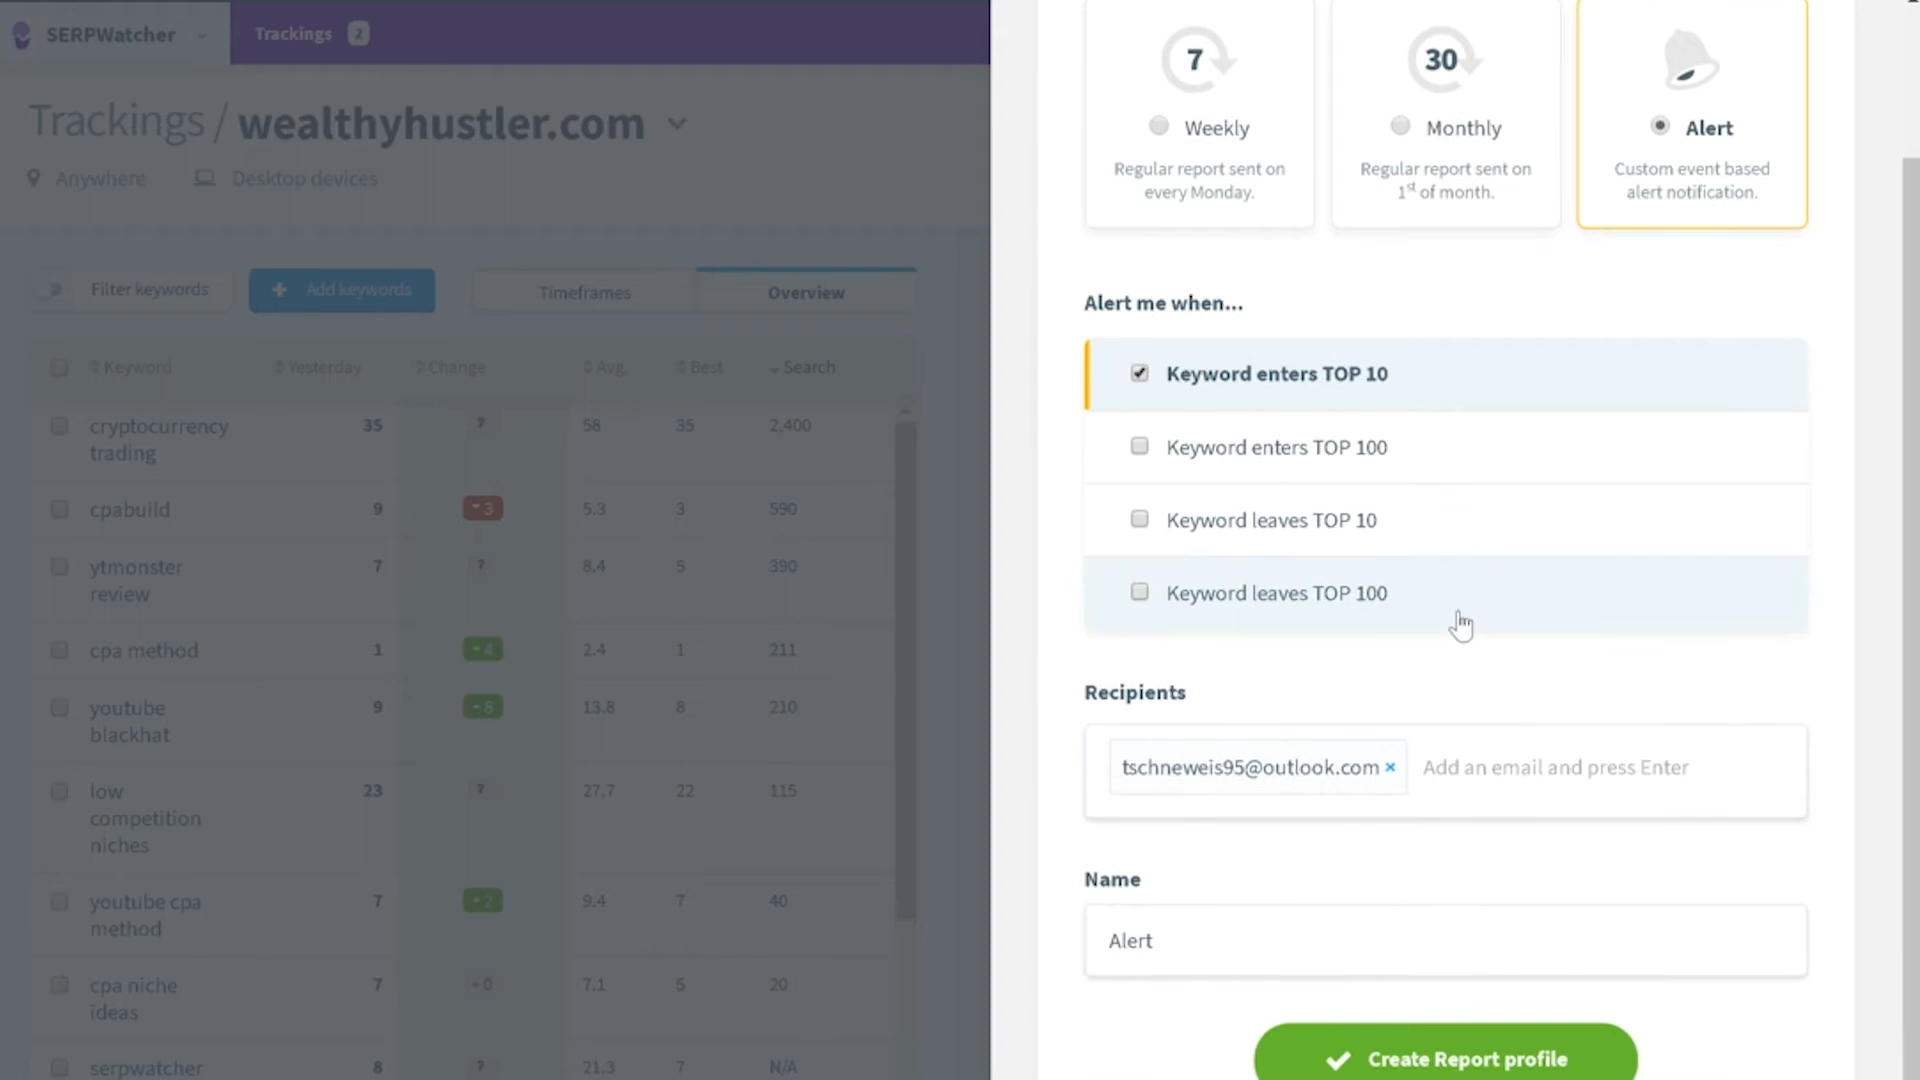 SERPWatcher
Trackings 2
Trackings / wealthyhustler.com
Anywhere Desktop devices
Filter keywords
+ Add keywords
Timeframes
Overview
Keyword Yesterday Change Avg. Best Search
cryptocurrency trading 35 ? 58 35 2,400
cpabuild 9 3 5.3 3 590
ytmonster review 7 ? 8.4 5 390
cpa method 1 4 2.4 1 211
youtube blackhat 9 8 13.8 8 210
low competition niches 23 ? 27.7 22 115
youtube cpa method 7 2 9.4 7 40
cpa niche ideas 7 0 7.1 5 20
serpwatcher 8 ? 21.3 7 N/A
7
Weekly
Regular report sent on
every Monday.
30
Monthly
Regular report sent on
1st of month.
Alert
Custom event based
alert notification.
Alert me when...
Keyword enters TOP 10
Keyword enters TOP 100
Keyword leaves TOP 10
Keyword leaves TOP 100
Recipients
tschneweis95@outlook.com × Add an email and press Enter
Name
Alert
Create Report profile